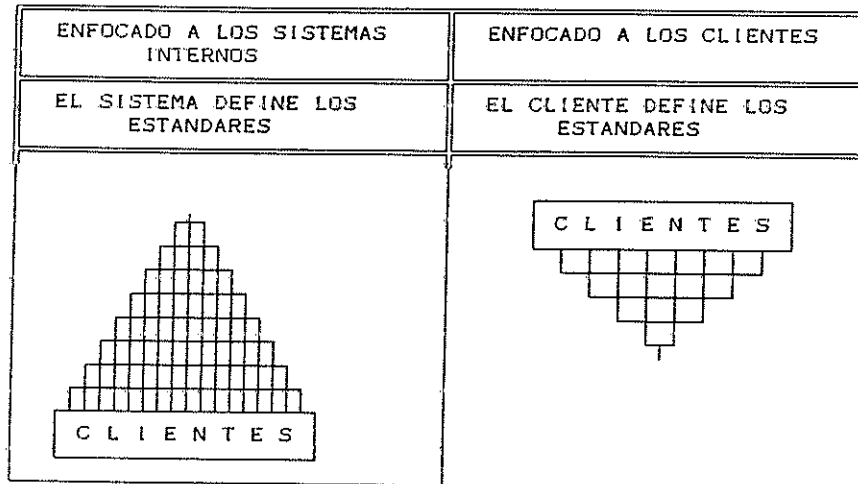 ENFOCADO A LOS SISTEMAS
INTERNOS
ENFOCADO A LOS CLIENTES
EL SISTEMA DEFINE LOS
ESTANDARES
EL CLIENTE DEFINE LOS
ESTANDARES
C L I E N T E S
C L I E N T E S